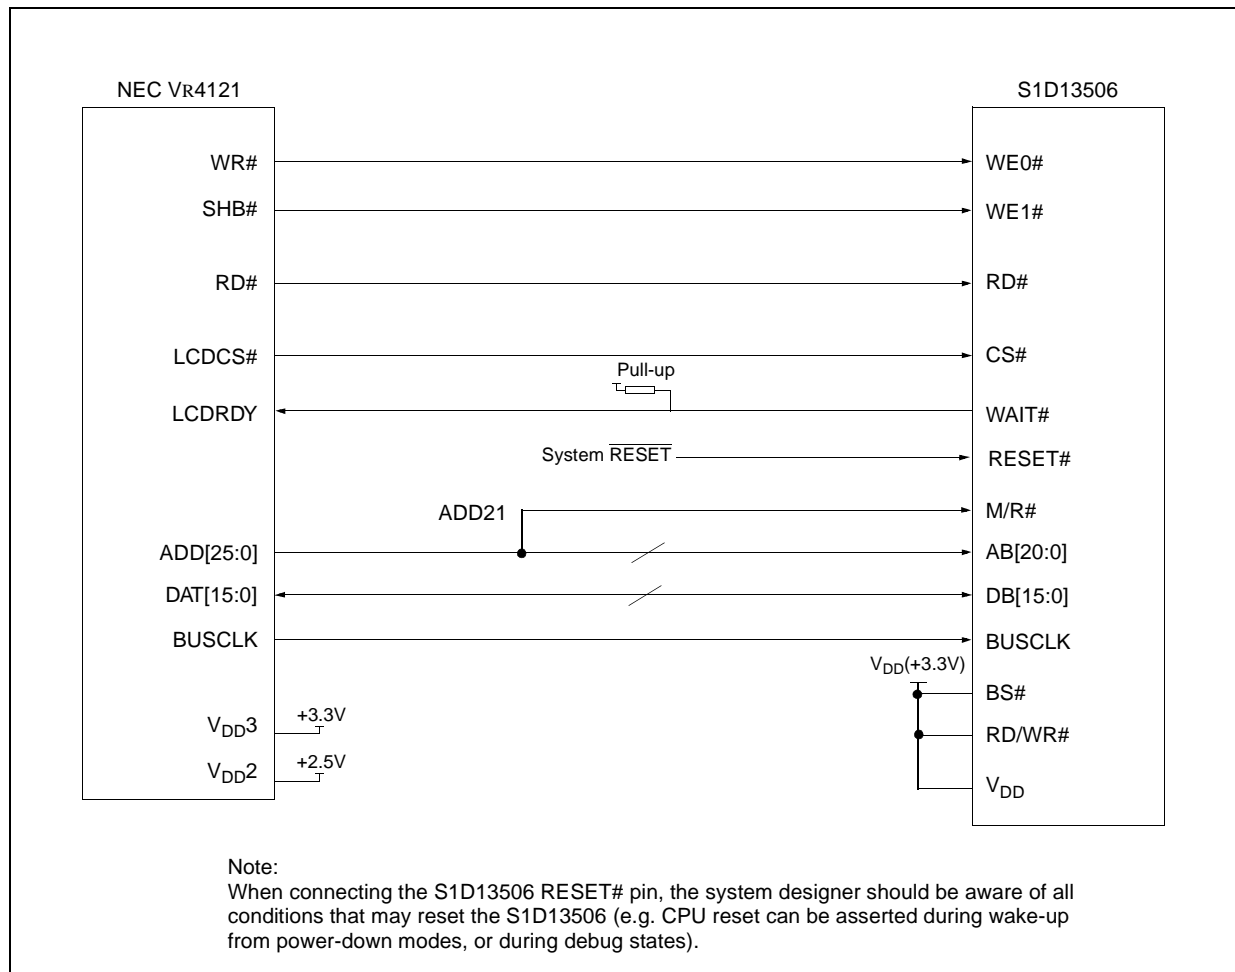 NEC VR4121 S1D13506
WR# WE0#
SHB# WE1#
RD# RD#
LCDCS# CS#
Pull-up
LCDRDY WAIT#
System RESET RESET#
ADD21 M/R#
ADD[25:0] AB[20:0]
DAT[15:0] DB[15:0]
BUSCLK BUSCLK
VDD(+3.3V)
BS#
VDD3 +3.3V RD/WR#
VDD2 +2.5V
VDD
Note:
When connecting the S1D13506 RESET# pin, the system designer should be aware of all
conditions that may reset the S1D13506 (e.g. CPU reset can be asserted during wake-up
from power-down modes, or during debug states).